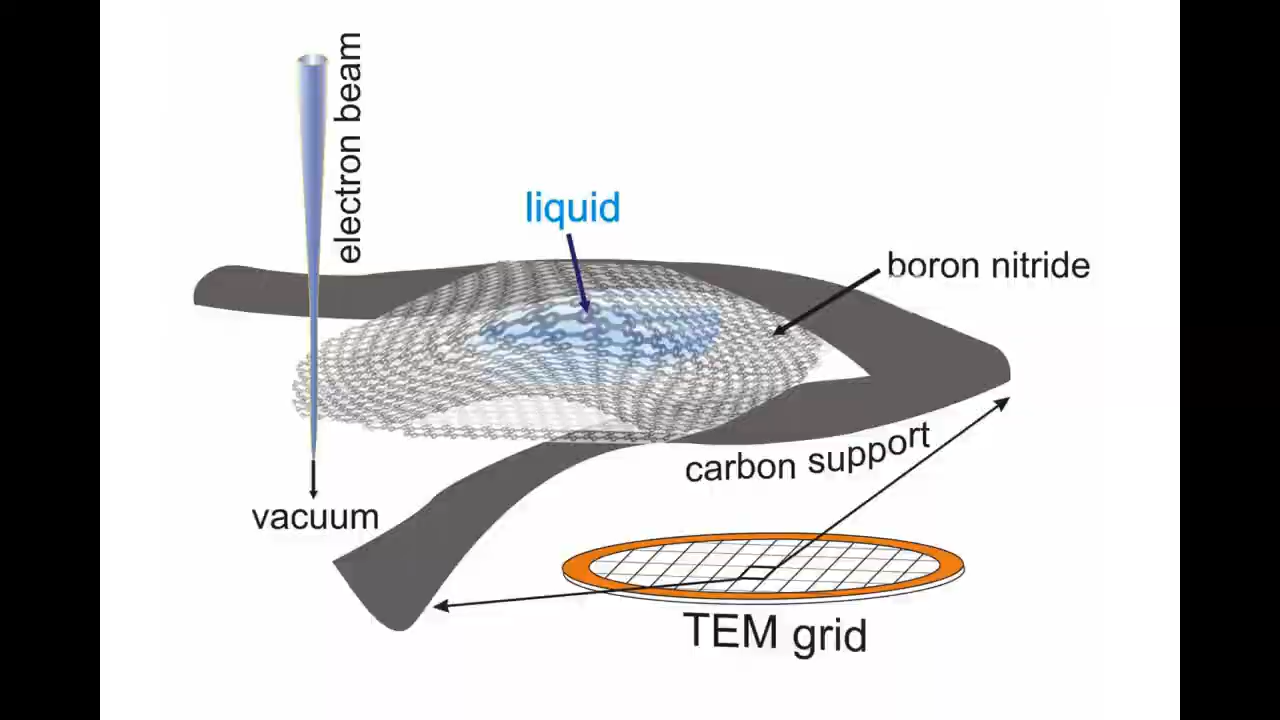 electron beam
liquid
boron nitride
carbon support
vacuum
TEM grid